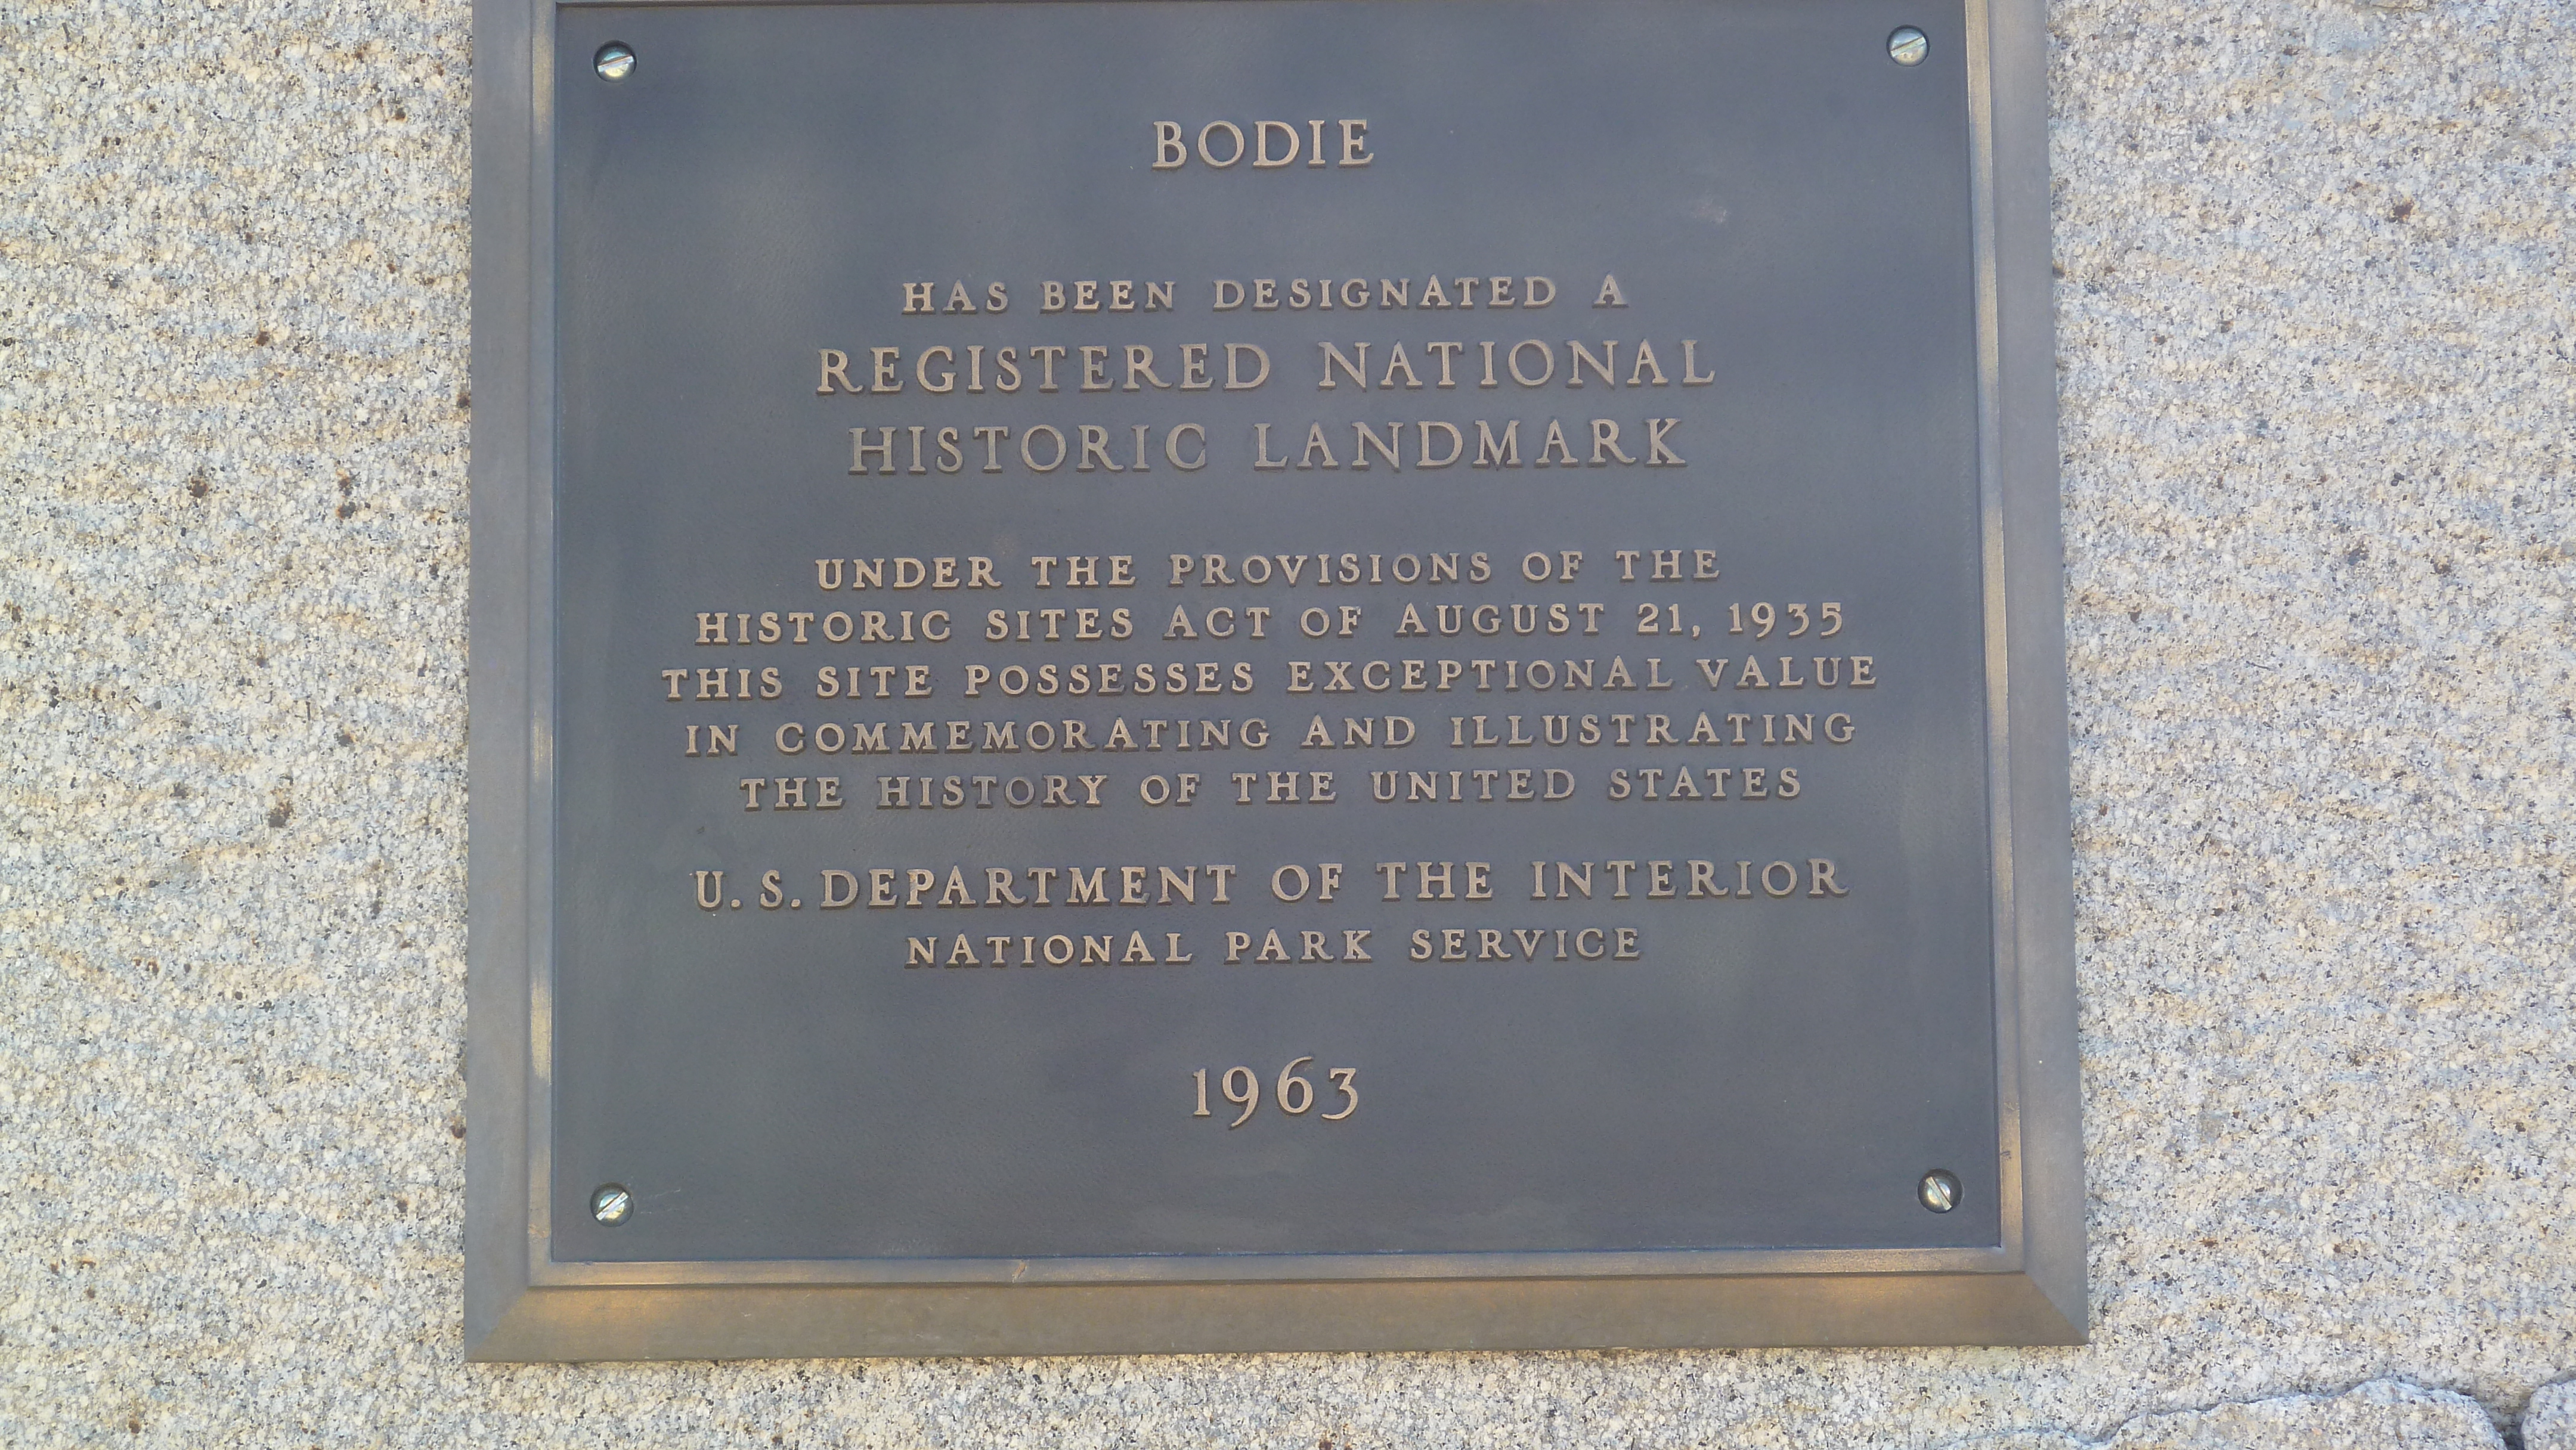 BODIE
HAS BEEN DESIGNATED A
REGISTERED NATIONAL
HISTORIC LANDMARK
UNDER THE PROVISIONS OF THE
HISTORIC SITES ACT OF AUGUST 21, 1935
THIS SITE POSSESSES EXCEPTIONAL VALUE
IN COMMEMORATING AND ILLUSTRATING
THE HISTORY OF THE UNITED STATES
U. S. DEPARTMENT OF THE INTERIOR
NATIONAL PARK SERVICE
1963